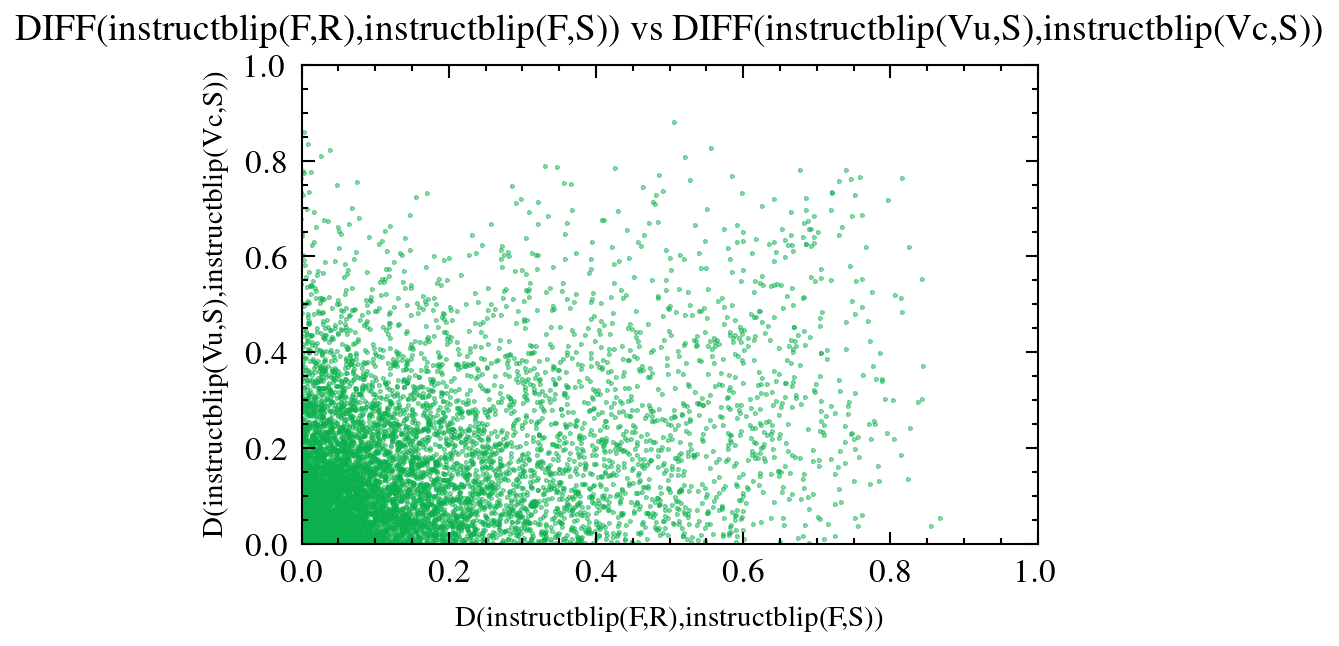 DIFF(instructblip(F,R),instructblip(F,S)) vs DIFF(instructblip(Vu,S),instructblip(Vc,S))
D(instructblip(Vu,S),instructblip(Vc,S))
1.0
0.8
0.6
0.4
0.2
0.0
0.0 0.2 0.4 0.6 0.8 1.0
D(instructblip(F,R),instructblip(F,S))